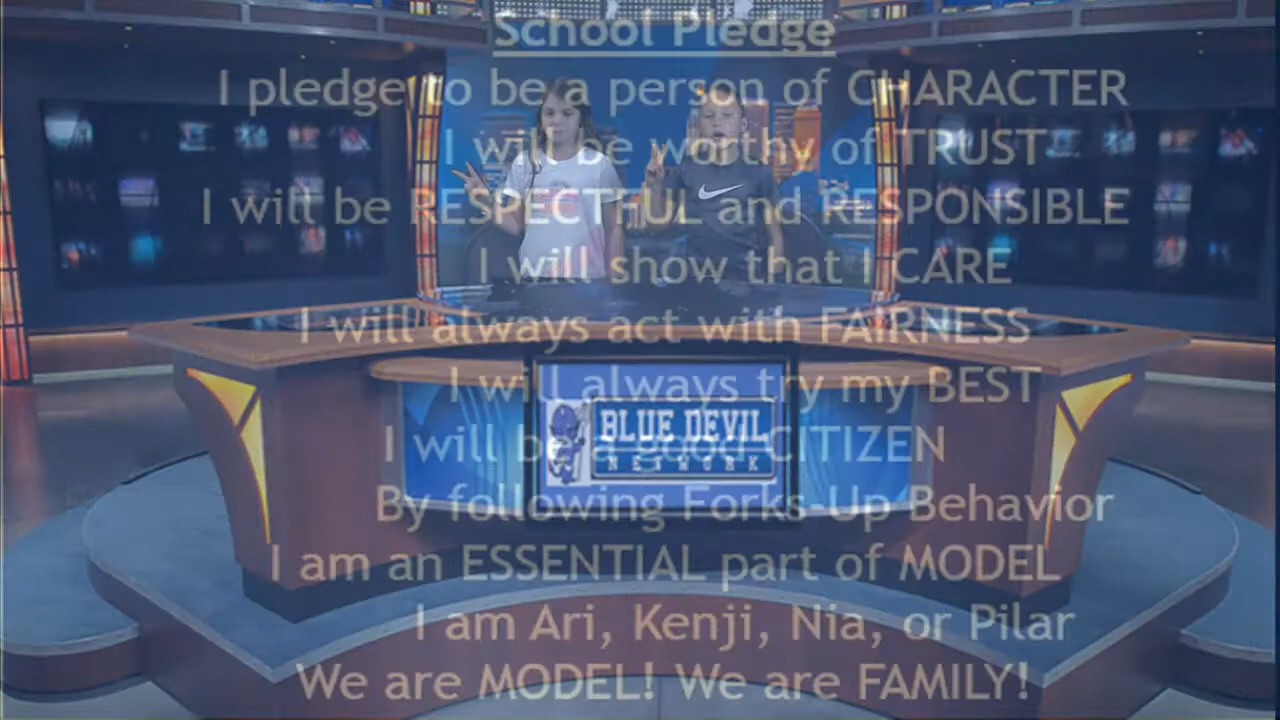 School Pledge
I pledge to be a person of CHARACTER
I will be worthy of TRUST
I will be RESPECTFUL and RESPONSIBLE
I will show that I CARE
I will always act with FAIRNESS
I will always try my BEST
BLUE DEVIL
I will be a good CITIZEN
NETWORK
By following Forks Up Behavior
I am an ESSENTIAL part of MODEL
I am Ari, Kenji, Nia, or Pilar
We are MODEL! We are FAMILY!